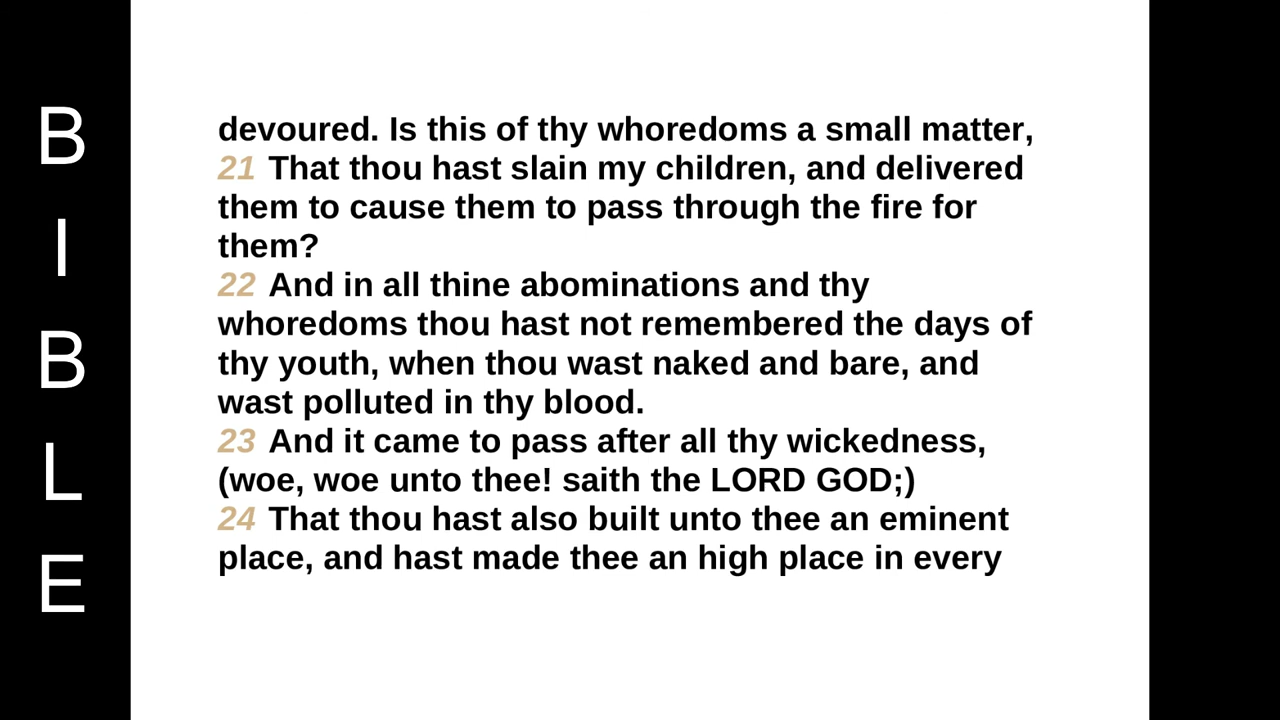 BIBLE
devoured. Is this of thy whoredoms a small matter,
21 That thou hast slain my children, and delivered
them to cause them to pass through the fire for
them?
22 And in all thine abominations and thy
whoredoms thou hast not remembered the days of
thy youth, when thou wast naked and bare, and
wast polluted in thy blood.
23 And it came to pass after all thy wickedness,
(woe, woe unto thee! saith the LORD GOD;)
24 That thou hast also built unto thee an eminent
place, and hast made thee an high place in every